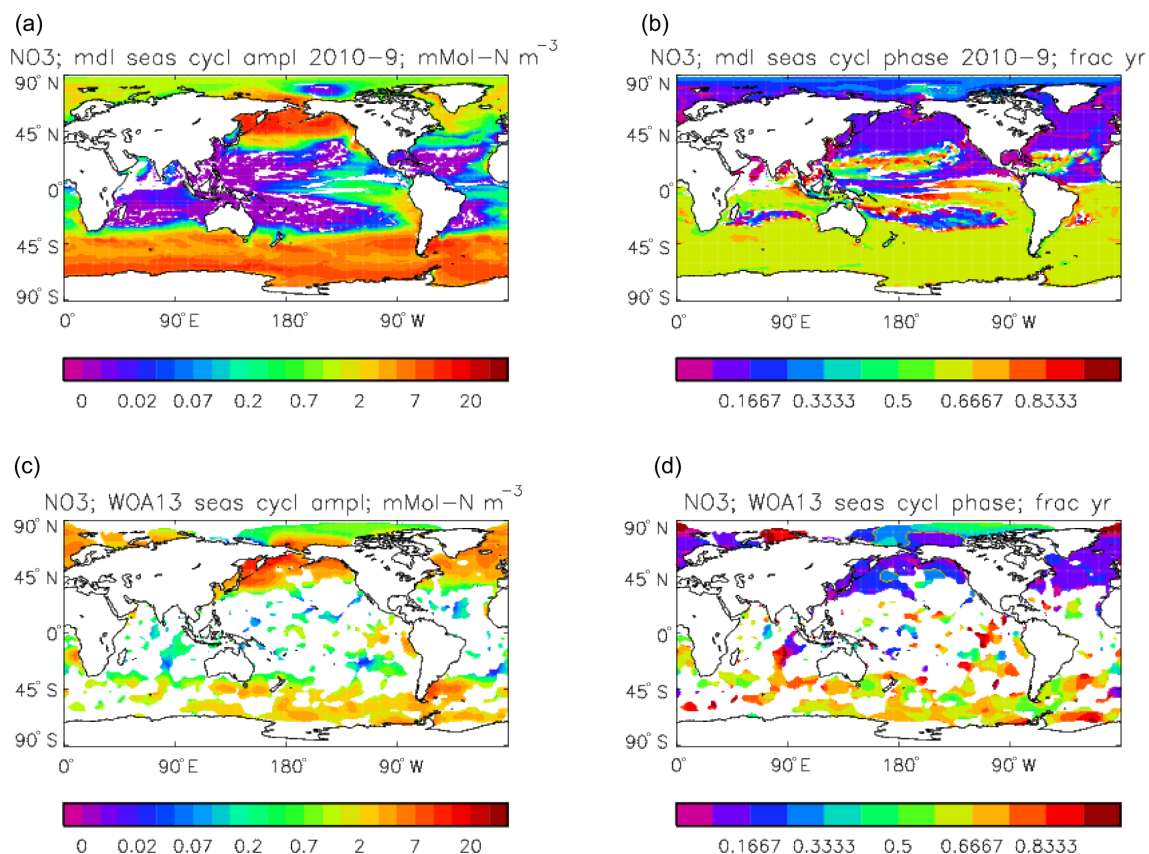 (a)
NO3; mdl seas cycl ampl 2010-9; mMol-N m⁻³
90° N
45° N
0°
45° S
90° S
0° 90° E 180° 90° W
0 0.02 0.07 0.2 0.7 2 7 20
(b)
NO3; mdl seas cycl phase 2010-9; frac yr
90° N
45° N
0°
45° S
90° S
0° 90° E 180° 90° W
0.1667 0.3333 0.5 0.6667 0.8333
(c)
NO3; WOA13 seas cycl ampl; mMol-N m⁻³
90° N
45° N
0°
45° S
90° S
0° 90° E 180° 90° W
0 0.02 0.07 0.2 0.7 2 7 20
(d)
NO3; WOA13 seas cycl phase; frac yr
90° N
45° N
0°
45° S
90° S
0° 90° E 180° 90° W
0.1667 0.3333 0.5 0.6667 0.8333